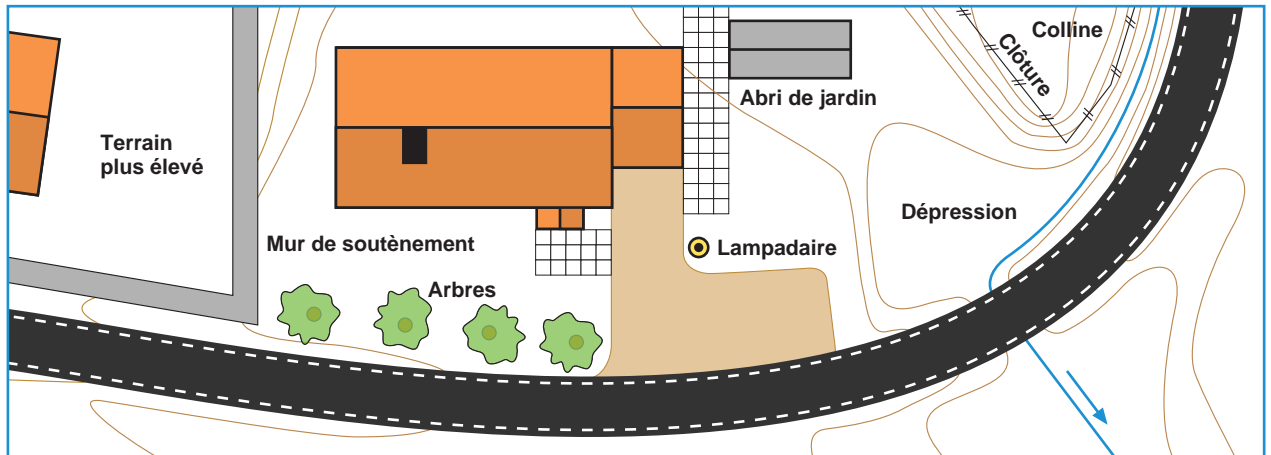 Colline
Clôture
Abri de jardin
Terrain
plus élevé
Dépression
Mur de soutènement
Lampadaire
Arbres